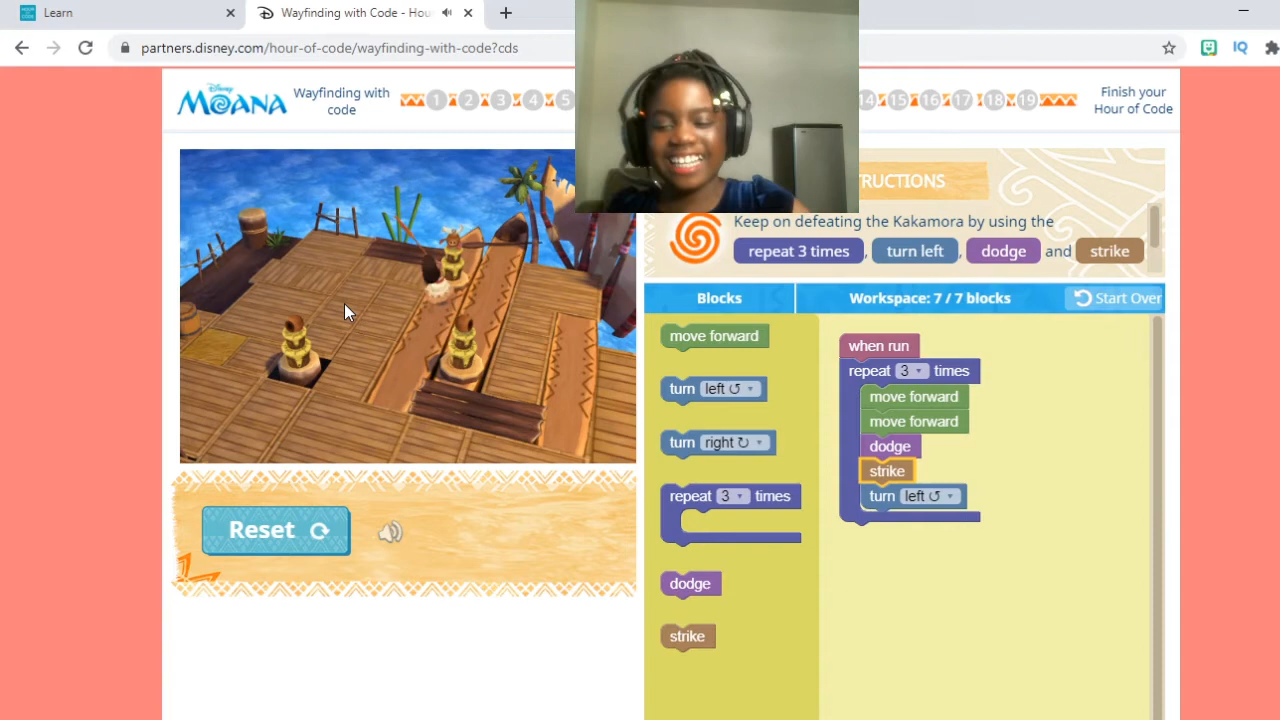 Learn
Wayfinding with Code - Hou
partners.disney.com/hour-of-code/wayfinding-with-code?cds
IQ
Disney
MOANA
Wayfinding with
code
1 2 3 4 5
14 15 16 17 18 19
Finish your
Hour of Code
RUCTIONS
Keep on defeating the Kakamora by using the
repeat 3 times , turn left , dodge and strike
Blocks
Workspace: 7 / 7 blocks
Start Over
move forward
turn left ↺
turn right ↻
repeat 3 times
dodge
strike
when run
repeat 3 times
move forward
move forward
dodge
strike
turn left ↺
Reset